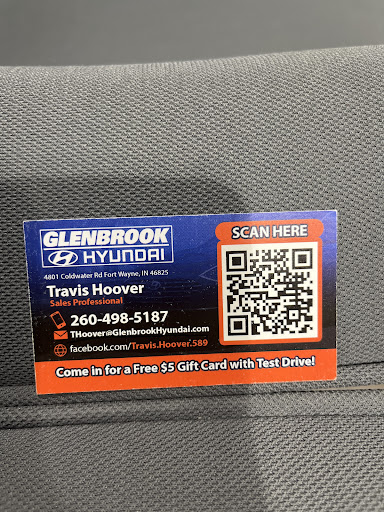 GLENBROOK
HYUNDAI
SCAN HERE
4801 Coldwater Rd Fort Wayne, IN 46825
Travis Hoover
Sales Professional
260-498-5187
THoover@GlenbrookHyundai.com
facebook.com/Travis.Hoover.589
Come in for a Free $5 Gift Card with Test Drive!